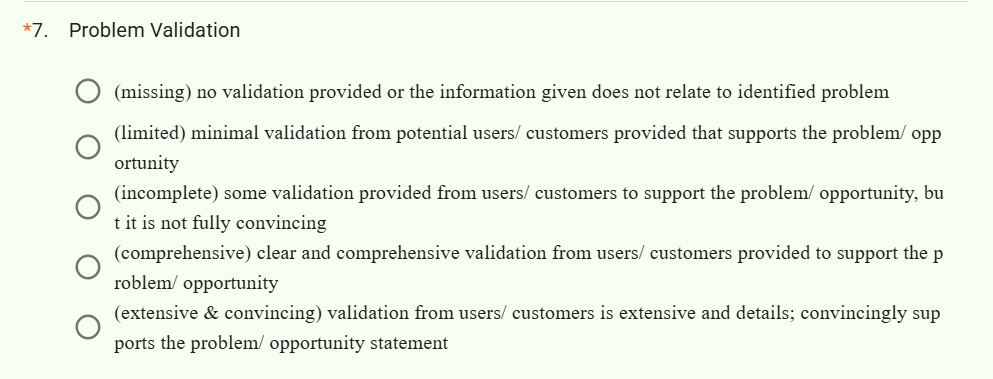 *7. Problem Validation
(missing) no validation provided or the information given does not relate to identified problem
(limited) minimal validation from potential users/ customers provided that supports the problem/ opp
ortunity
(incomplete) some validation provided from users/ customers to support the problem/ opportunity, bu
t it is not fully convincing
(comprehensive) clear and comprehensive validation from users/ customers provided to support the p
roblem/ opportunity
(extensive & convincing) validation from users/ customers is extensive and details; convincingly sup
ports the problem/ opportunity statement